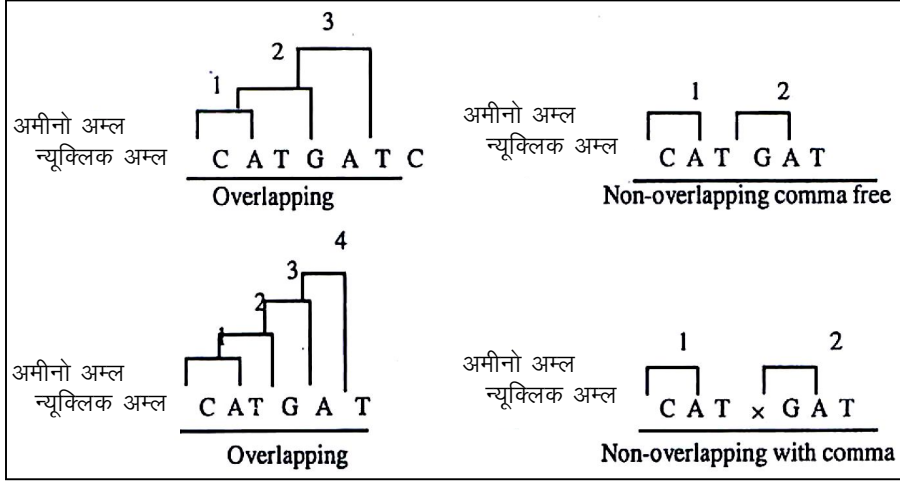 3
2
1
अमीनो अम्ल
न्यूक्लिक अम्ल
C A T G A T C
Overlapping
1 2
अमीनो अम्ल
न्यूक्लिक अम्ल
C A T G A T
Non-overlapping comma free
4
3
2
1
अमीनो अम्ल
न्यूक्लिक अम्ल
C A T G A T
Overlapping
1 2
अमीनो अम्ल
न्यूक्लिक अम्ल
C A T × G A T
Non-overlapping with comma